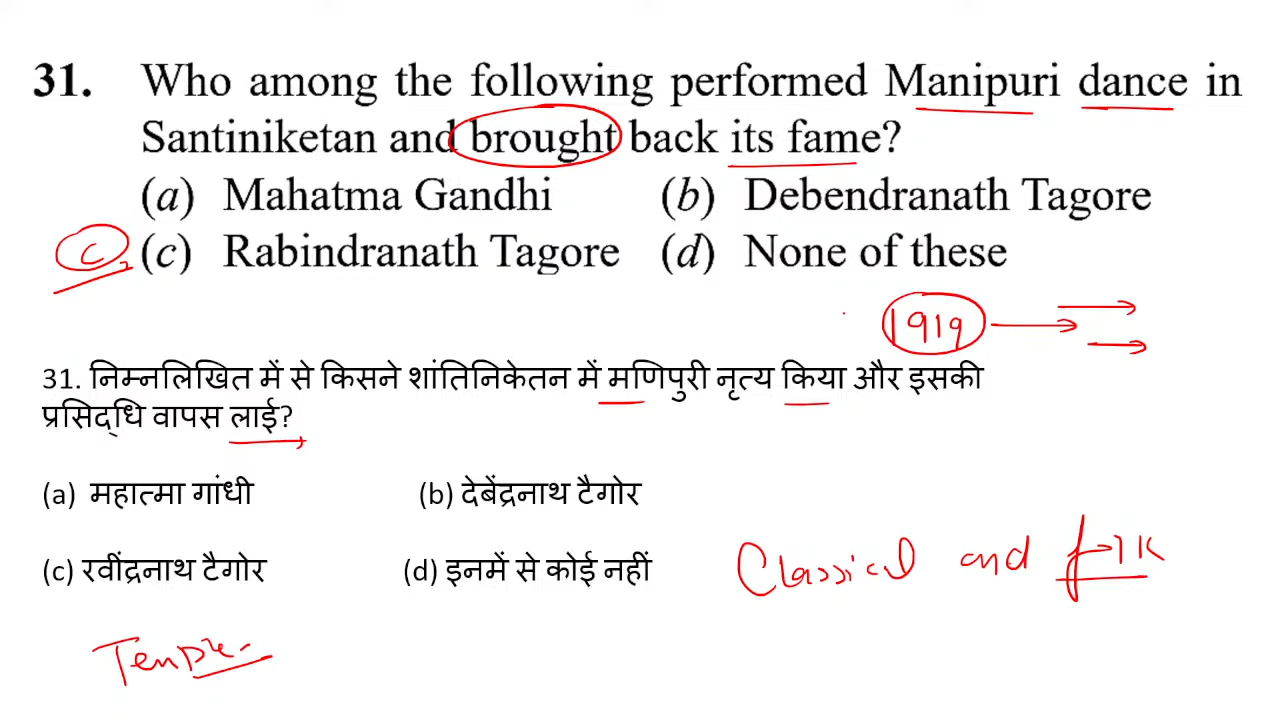 31. Who among the following performed Manipuri dance in
Santiniketan and brought back its fame?
(a) Mahatma Gandhi (b) Debendranath Tagore
c (c) Rabindranath Tagore (d) None of these
1919
31. निम्नलिखित में से किसने शांतिनिकेतन में मणिपुरी नृत्य किया और इसकी
प्रसिद्धि वापस लाई?
(a) महात्मा गांधी (b) देबेंद्रनाथ टैगोर
(c) रवींद्रनाथ टैगोर (d) इनमें से कोई नहीं
Classical and